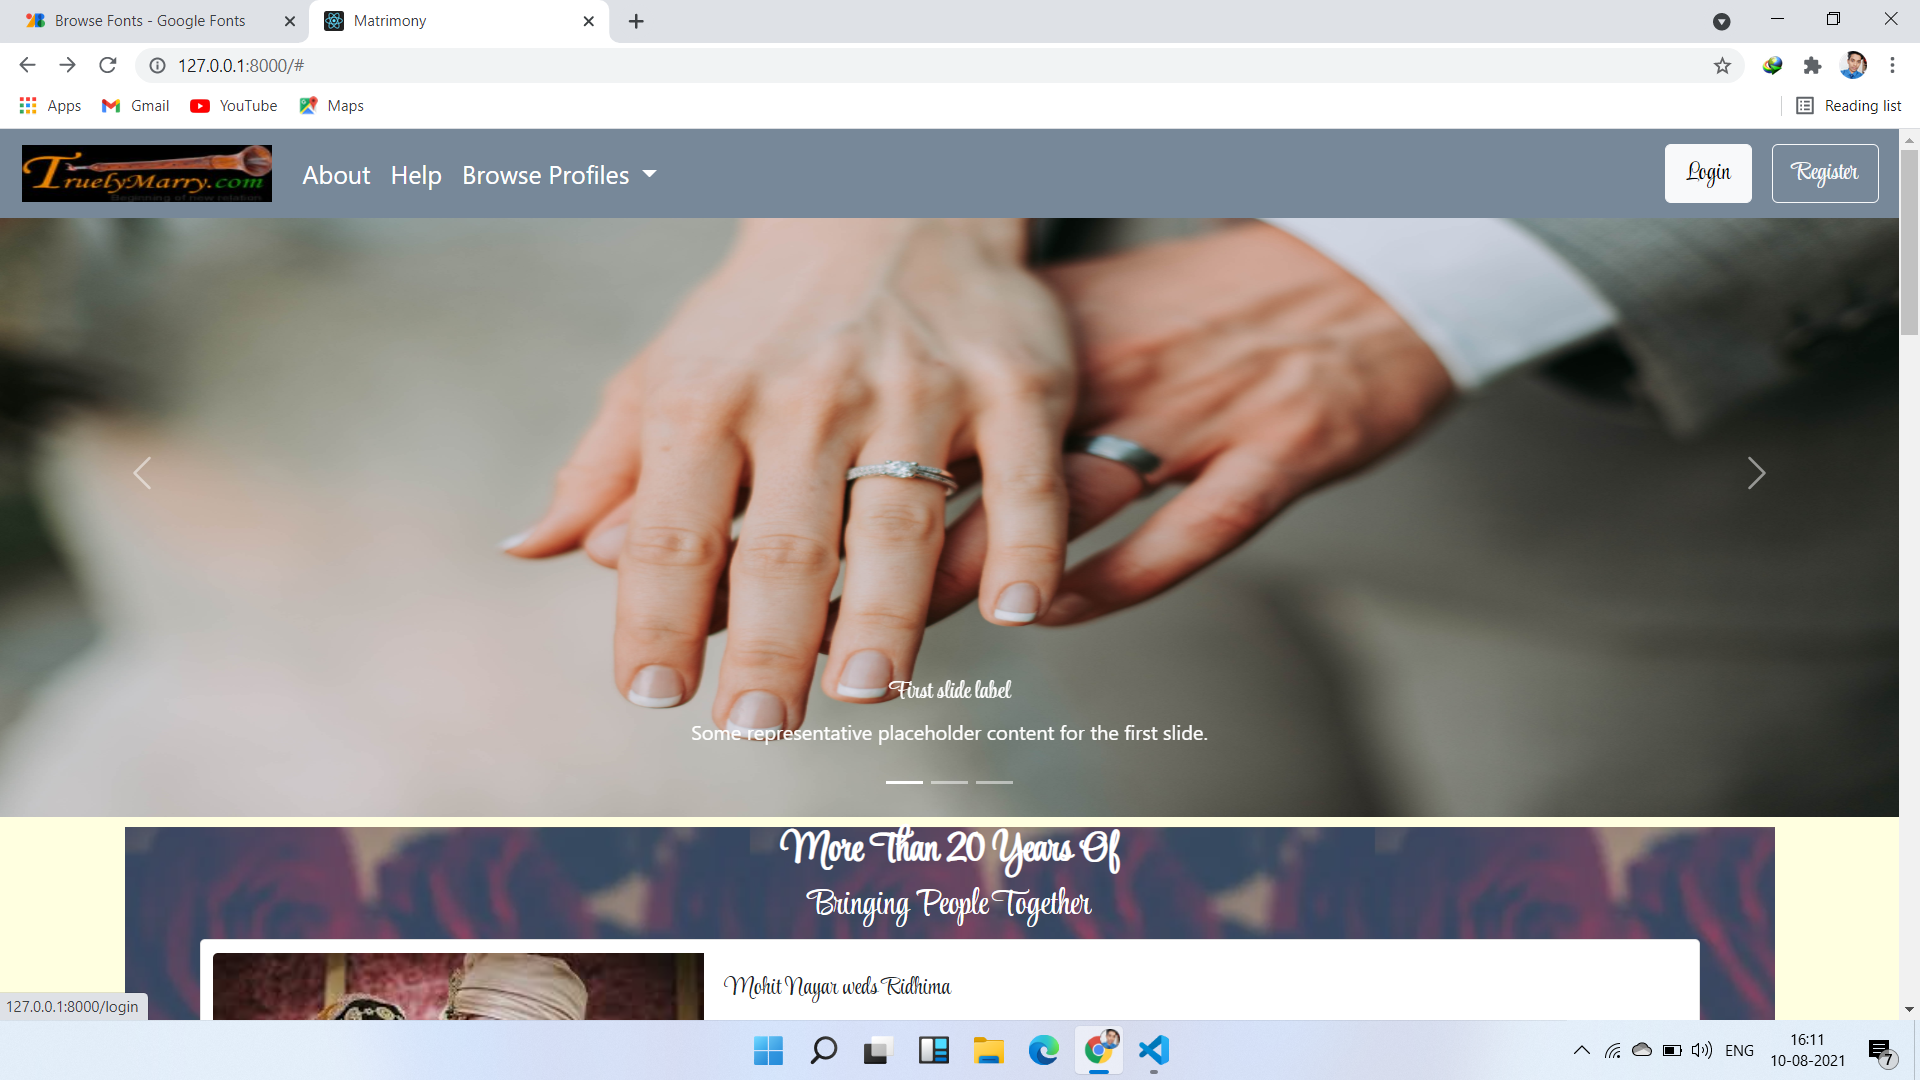 Browse Fonts - Google Fonts
Matrimony
127.0.0.1:8000/#
Apps
Gmail
YouTube
Maps
Reading list
TruelyMarry.com
Beginning of new relation
About
Help
Browse Profiles
Login
Register
First slide label
Some representative placeholder content for the first slide.
More Than 20 Years Of
Bringing People Together
Mohit Nayar weds Ridhima
127.0.0.1:8000/login
ENG
16:11
10-08-2021
7